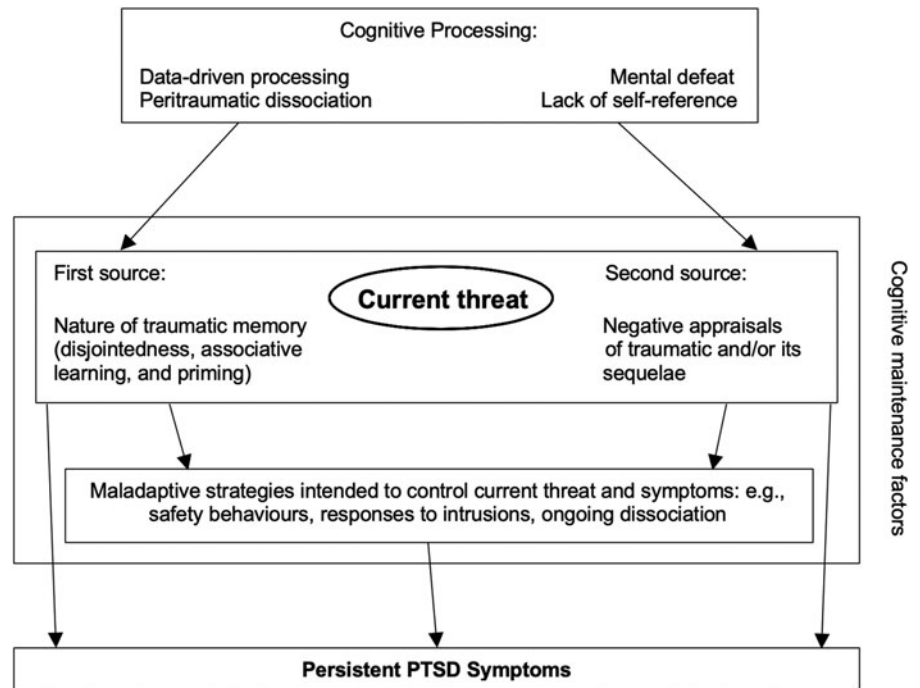 Cognitive Processing:
Data-driven processing
Peritraumatic dissociation
Mental defeat
Lack of self-reference
First source:
Nature of traumatic memory
(disjointedness, associative
learning, and priming)
Current threat
Second source:
Negative appraisals
of traumatic and/or its
sequelae
Cognitive maintenance factors
Maladaptive strategies intended to control current threat and symptoms: e.g.,
safety behaviours, responses to intrusions, ongoing dissociation
Persistent PTSD Symptoms